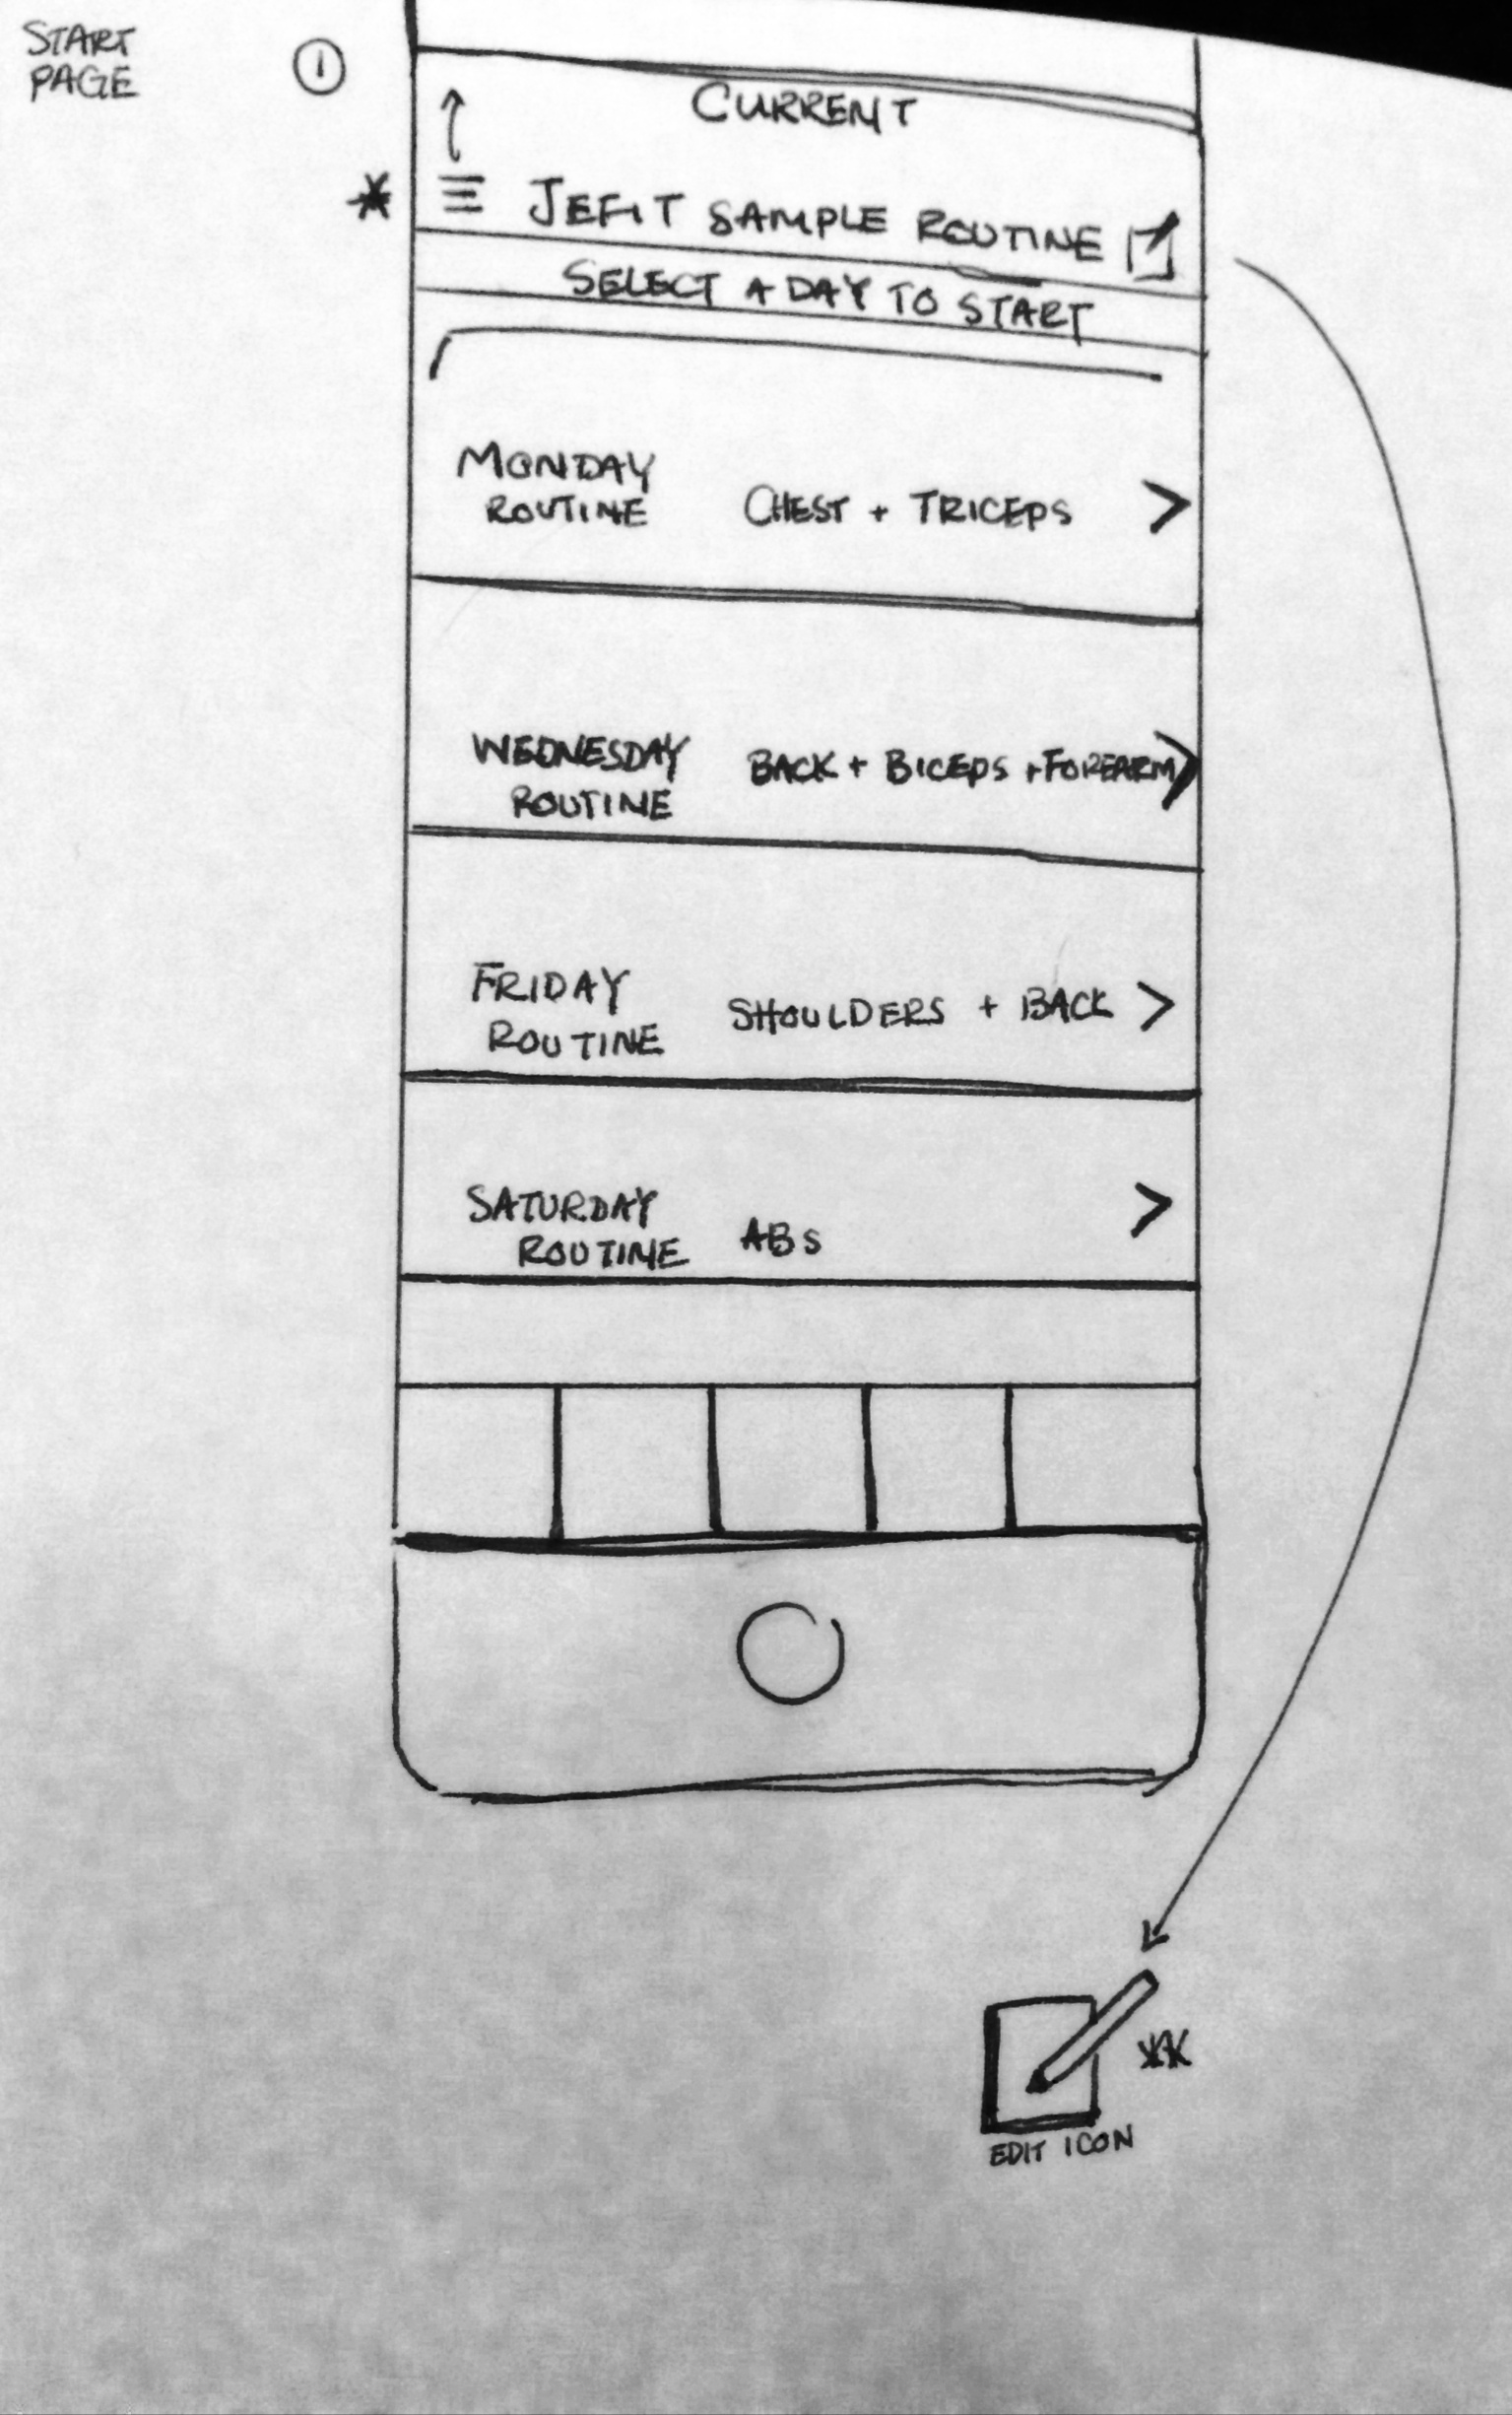 START
PAGE
1
CURRENT
* JEFIT SAMPLE ROUTINE
SELECT A DAY TO START
MONDAY
ROUTINE CHEST + TRICEPS >
WEDNESDAY
ROUTINE BACK + BICEPS + FOREARM >
FRIDAY
ROUTINE SHOULDERS + BACK >
SATURDAY
ROUTINE ABS >
**
EDIT ICON